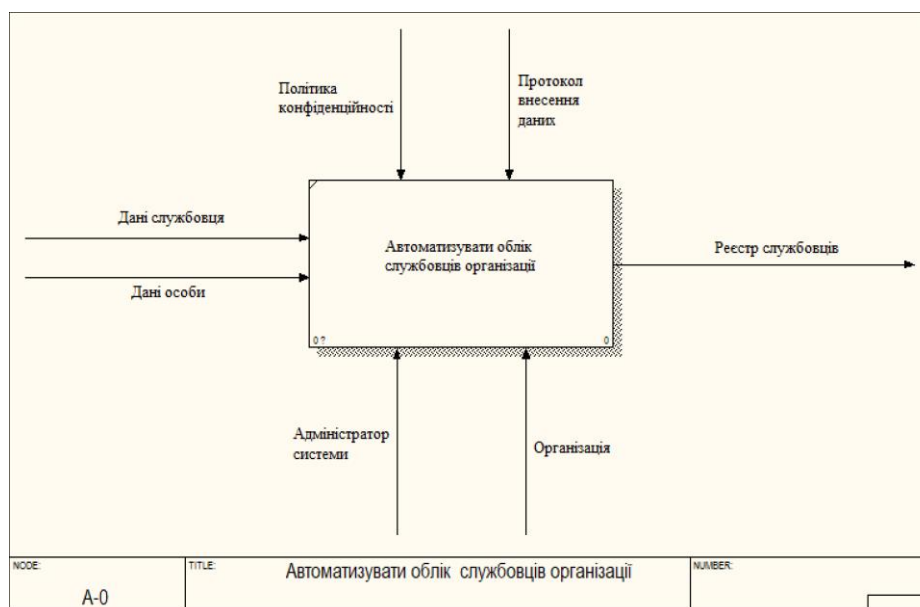 Політика
конфіденційності
Протокол
внесення
даних
Дані службовця
Дані особи
Автоматизувати облік
службовців організації
0 ?
0
Реєстр службовців
Адміністратор
системи
Організація
NODE:
A-0
TITLE:
Автоматизувати облік службовців організації
NUMBER: